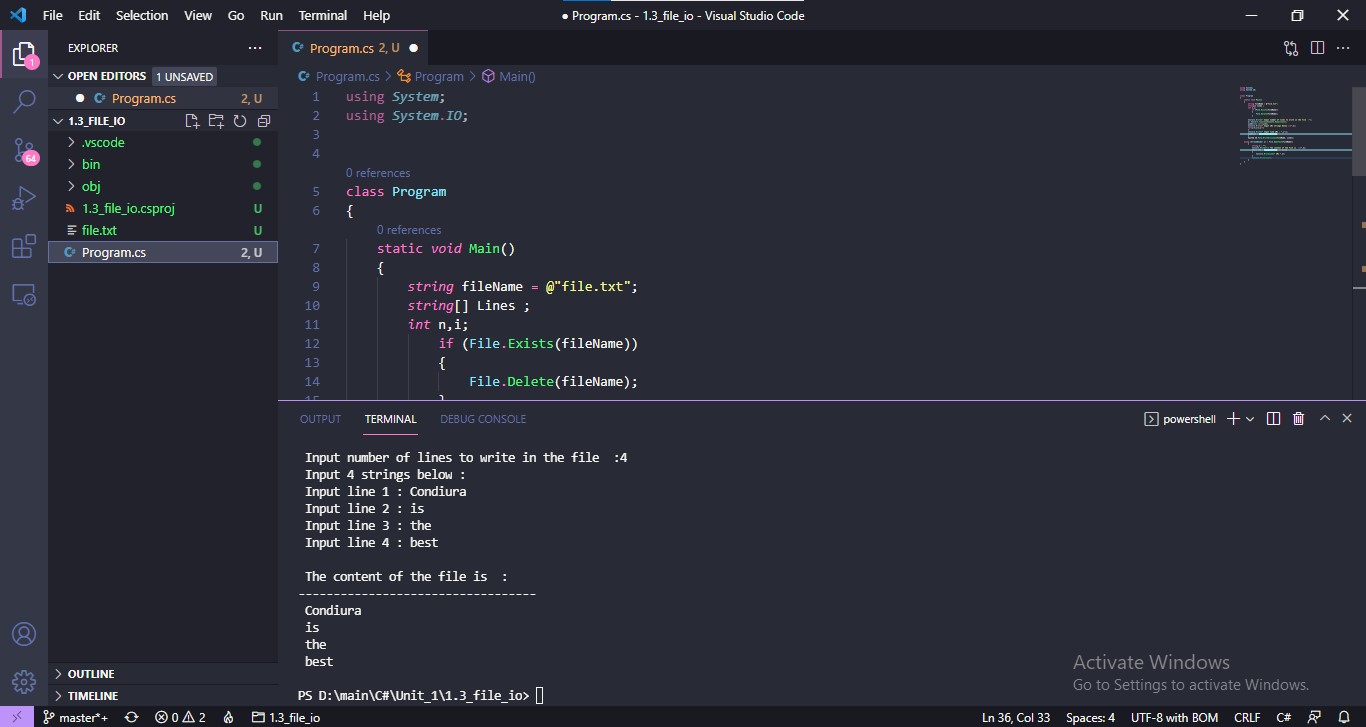 File Edit Selection View Go Run Terminal Help
● Program.cs - 1.3_file_io - Visual Studio Code
EXPLORER
OPEN EDITORS 1 UNSAVED
Program.cs 2, U
1.3_FILE_IO
.vscode
bin
obj
1.3_file_io.csproj U
file.txt U
Program.cs 2, U
OUTLINE
TIMELINE
1
64
Program.cs 2, U
Program.cs > Program > Main()
1 using System;
2 using System.IO;
3
4
0 references
5 class Program
6 {
0 references
7 static void Main()
8 {
9 string fileName = @"file.txt";
10 string[] Lines ;
11 int n,i;
12 if (File.Exists(fileName))
13 {
14 File.Delete(fileName);
15 }
OUTPUT TERMINAL DEBUG CONSOLE
powershell
Input number of lines to write in the file  :4
Input 4 strings below :
Input line 1 : Condiura
Input line 2 : is
Input line 3 : the
Input line 4 : best
The content of the file is  :
----------------------------------
Condiura
is
the
best
PS D:\main\C#\Unit_1\1.3_file_io>
Activate Windows
Go to Settings to activate Windows.
master*+ 0 2 1.3_file_io
Ln 36, Col 33 Spaces: 4 UTF-8 with BOM CRLF C#